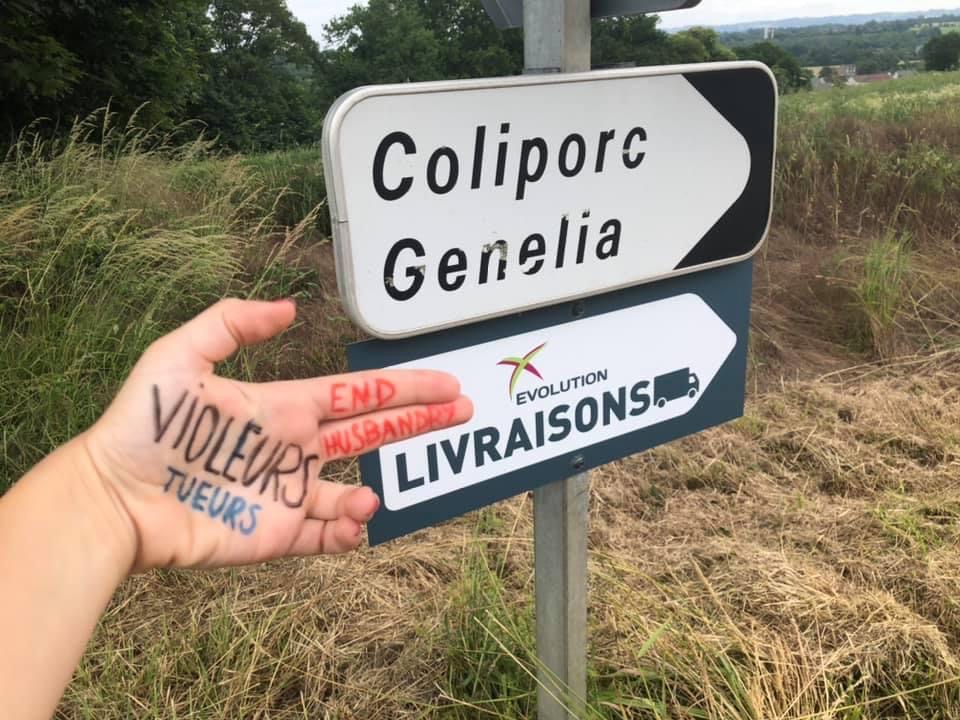 Coliporc
Genelia
EVOLUTION
LIVRAISONS
VIOLEURS
TUEURS
END
HUSBANDRY